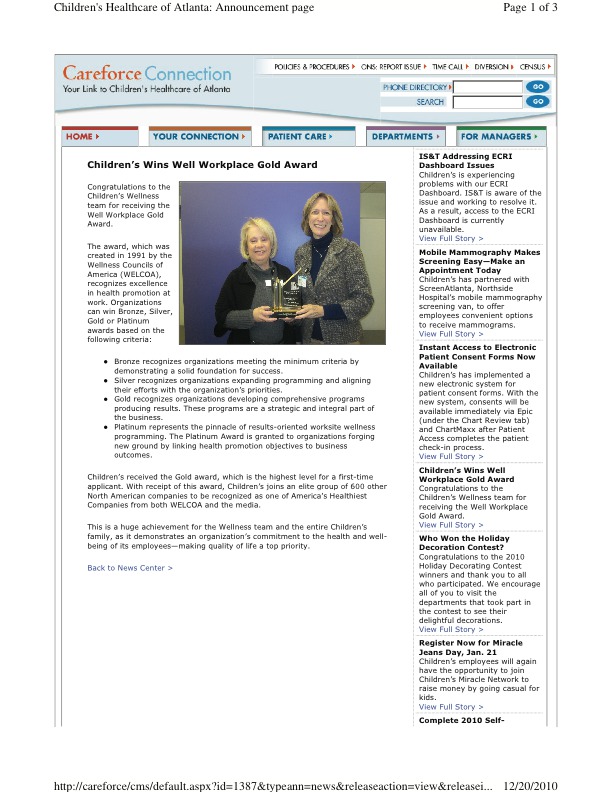 Children's Healthcare of Atlanta: Announcement page
Page 1 of 3
Careforce Connection
Your Link to Children's Healthcare of Atlanta
POLICIES & PROCEDURES
ONS: REPORT ISSUE
TIME CALL
DIVERSION
CENSUS
PHONE DIRECTORY
GO
SEARCH
GO
HOME
YOUR CONNECTION
PATIENT CARE
DEPARTMENTS
FOR MANAGERS
Children's Wins Well Workplace Gold Award
Congratulations to the
Children's Wellness
team for receiving the
Well Workplace Gold
Award.
The award, which was
created in 1991 by the
Wellness Councils of
America (WELCOA),
recognizes excellence
in health promotion at
work. Organizations
can win Bronze, Silver,
Gold or Platinum
awards based on the
following criteria:
• Bronze recognizes organizations meeting the minimum criteria by
demonstrating a solid foundation for success.
• Silver recognizes organizations expanding programming and aligning
their efforts with the organization's priorities.
• Gold recognizes organizations developing comprehensive programs
producing results. These programs are a strategic and integral part of
the business.
• Platinum represents the pinnacle of results-oriented worksite wellness
programming. The Platinum Award is granted to organizations forging
new ground by linking health promotion objectives to business
outcomes.
Children's received the Gold award, which is the highest level for a first-time
applicant. With receipt of this award, Children's joins an elite group of 600 other
North American companies to be recognized as one of America's Healthiest
Companies from both WELCOA and the media.
This is a huge achievement for the Wellness team and the entire Children's
family, as it demonstrates an organization's commitment to the health and well-
being of its employees—making quality of life a top priority.
Back to News Center >
IS&T Addressing ECRI
Dashboard Issues
Children's is experiencing
problems with our ECRI
Dashboard. IS&T is aware of the
issue and working to resolve it.
As a result, access to the ECRI
Dashboard is currently
unavailable.
View Full Story >
Mobile Mammography Makes
Screening Easy—Make an
Appointment Today
Children's has partnered with
ScreenAtlanta, Northside
Hospital's mobile mammography
screening van, to offer
employees convenient options
to receive mammograms.
View Full Story >
Instant Access to Electronic
Patient Consent Forms Now
Available
Children's has implemented a
new electronic system for
patient consent forms. With the
new system, consents will be
available immediately via Epic
(under the Chart Review tab)
and ChartMaxx after Patient
Access completes the patient
check-in process.
View Full Story >
Children's Wins Well
Workplace Gold Award
Congratulations to the
Children's Wellness team for
receiving the Well Workplace
Gold Award.
View Full Story >
Who Won the Holiday
Decoration Contest?
Congratulations to the 2010
Holiday Decorating Contest
winners and thank you to all
who participated. We encourage
all of you to visit the
departments that took part in
the contest to see their
delightful decorations.
View Full Story >
Register Now for Miracle
Jeans Day, Jan. 21
Children's employees will again
have the opportunity to join
Children's Miracle Network to
raise money by going casual for
kids.
View Full Story >
Complete 2010 Self-
http://careforce/cms/default.aspx?id=1387&typeann=news&releaseaction=view&releasei...
12/20/2010